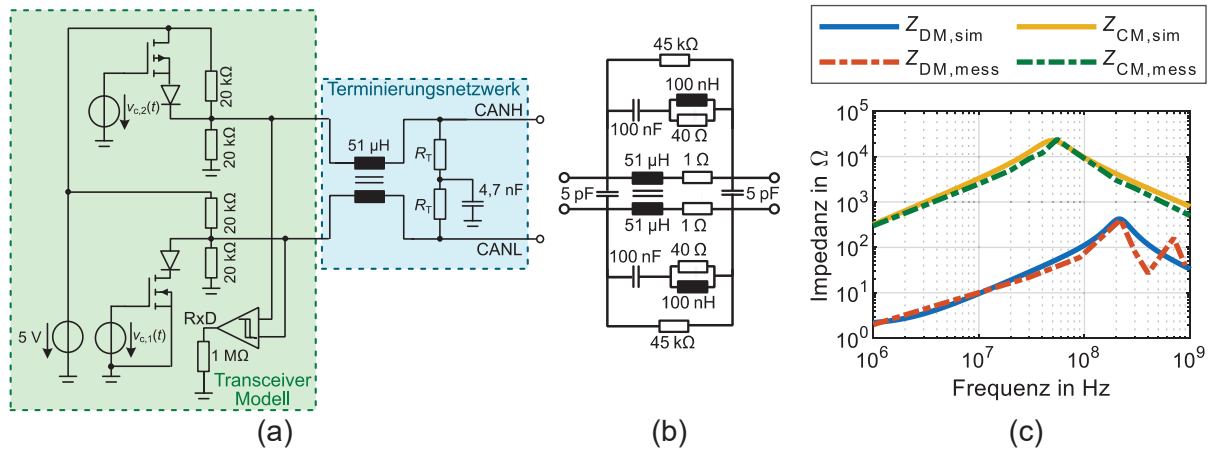 20 kΩ
v_c,2(t)
20 kΩ
20 kΩ
20 kΩ
5 V
v_c,1(t)
RxD
1 MΩ
Transceiver
Modell
Terminierungsnetzwerk
CANH
51 µH
R_T
4,7 nF
R_T
CANL
(a)
45 kΩ
100 nH
100 nF
40 Ω
51 µH
1 Ω
5 pF
5 pF
51 µH
1 Ω
40 Ω
100 nF
100 nH
45 kΩ
(b)
Z_DM,sim
Z_CM,sim
Z_DM,mess
Z_CM,mess
Impedanz in Ω
10^5
10^4
10^3
10^2
10^1
10^0
10^6
10^7
10^8
10^9
Frequenz in Hz
(c)